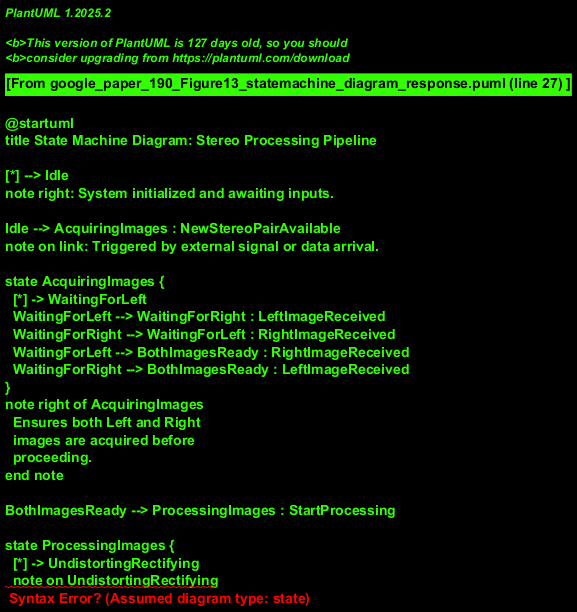 PlantUML 1.2025.2
<b>This version of PlantUML is 127 days old, so you should
<b>consider upgrading from https://plantuml.com/download
[From google_paper_190_Figure13_statemachine_diagram_response.puml (line 27) ]
@startuml
title State Machine Diagram: Stereo Processing Pipeline
[*] --> Idle
note right: System initialized and awaiting inputs.
Idle --> AcquiringImages : NewStereoPairAvailable
note on link: Triggered by external signal or data arrival.
state AcquiringImages {
[*] -> WaitingForLeft
WaitingForLeft --> WaitingForRight : LeftImageReceived
WaitingForRight --> WaitingForLeft : RightImageReceived
WaitingForLeft --> BothImagesReady : RightImageReceived
WaitingForRight --> BothImagesReady : LeftImageReceived
}
note right of AcquiringImages
Ensures both Left and Right
images are acquired before
proceeding.
end note
BothImagesReady --> ProcessingImages : StartProcessing
state ProcessingImages {
[*] -> UndistortingRectifying
note on UndistortingRectifying
Syntax Error? (Assumed diagram type: state)